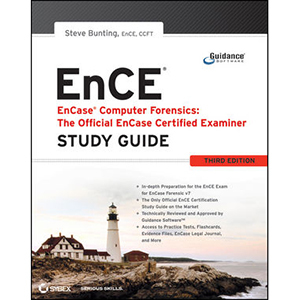 Steve Bunting, EnCE, CCFT
Guidance
SOFTWARE
EnCE®
EnCase® Computer Forensics:
The Official EnCase Certified Examiner
STUDY GUIDE
THIRD EDITION
• In-depth Preparation for the EnCE Exam
for EnCase Forensic v7
• The Only Official EnCE Certification
Study Guide on the Market
• Technically Reviewed and Approved by
Guidance Software℠
• Access to Practice Tests, Flashcards,
Evidence Files, EnCase Legal Journal,
and More
SYBEX
SERIOUS SKILLS.